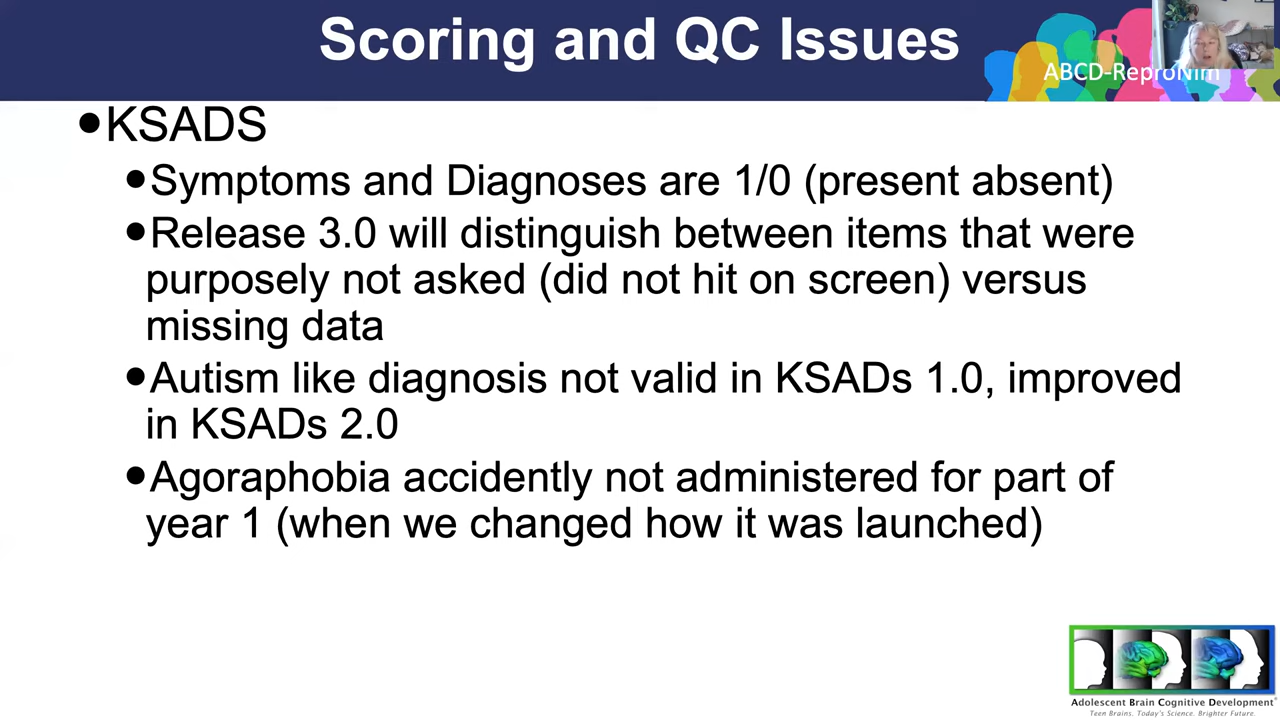 Scoring and QC Issues
ABCD-ReproNim
●KSADS
●Symptoms and Diagnoses are 1/0 (present absent)
●Release 3.0 will distinguish between items that were
purposely not asked (did not hit on screen) versus
missing data
●Autism like diagnosis not valid in KSADs 1.0, improved
in KSADs 2.0
●Agoraphobia accidently not administered for part of
year 1 (when we changed how it was launched)
Adolescent Brain Cognitive Development
Teen Brains. Today's Science. Brighter Future.